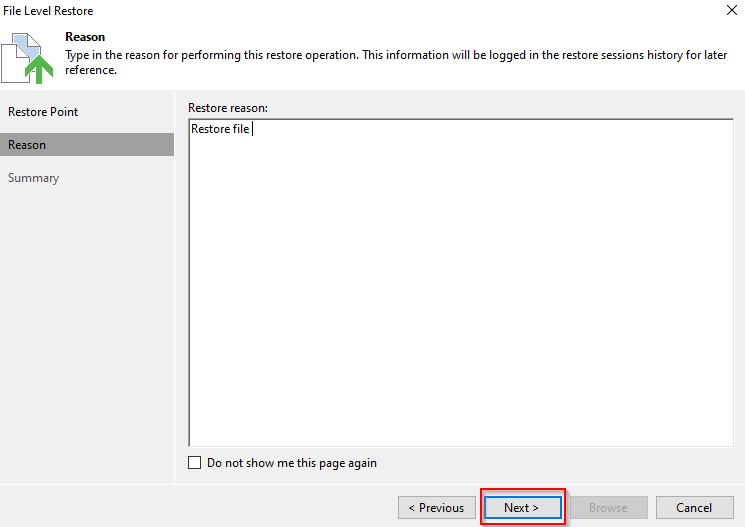 File Level Restore
Reason
Type in the reason for performing this restore operation. This information will be logged in the restore sessions history for later
reference.
Restore Point
Reason
Summary
Restore reason:
Restore file
Do not show me this page again
< Previous
Next >
Browse
Cancel